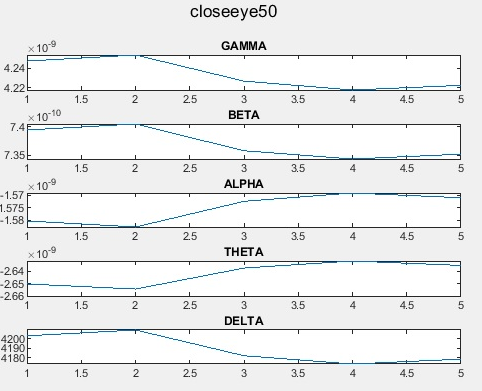 closeeye50
×10⁻⁹
GAMMA
4.24
4.22
1 1.5 2 2.5 3 3.5 4 4.5 5
×10⁻¹⁰
BETA
7.4
7.35
1 1.5 2 2.5 3 3.5 4 4.5 5
×10⁻⁹
ALPHA
-1.57
-1.575
-1.58
1 1.5 2 2.5 3 3.5 4 4.5 5
×10⁻⁹
THETA
-2.64
-2.65
-2.66
1 1.5 2 2.5 3 3.5 4 4.5 5
DELTA
4200
4190
4180
1 1.5 2 2.5 3 3.5 4 4.5 5